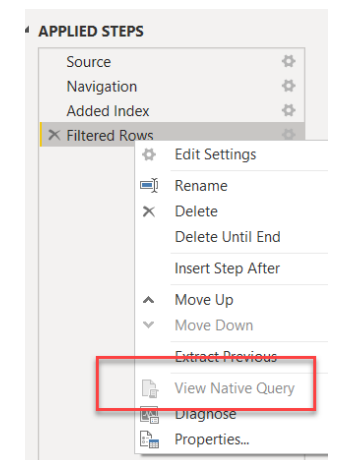 APPLIED STEPS
Source
Navigation
Added Index
Filtered Rows
Edit Settings
Rename
Delete
Delete Until End
Insert Step After
Move Up
Move Down
Extract Previous
View Native Query
Diagnose
Properties...